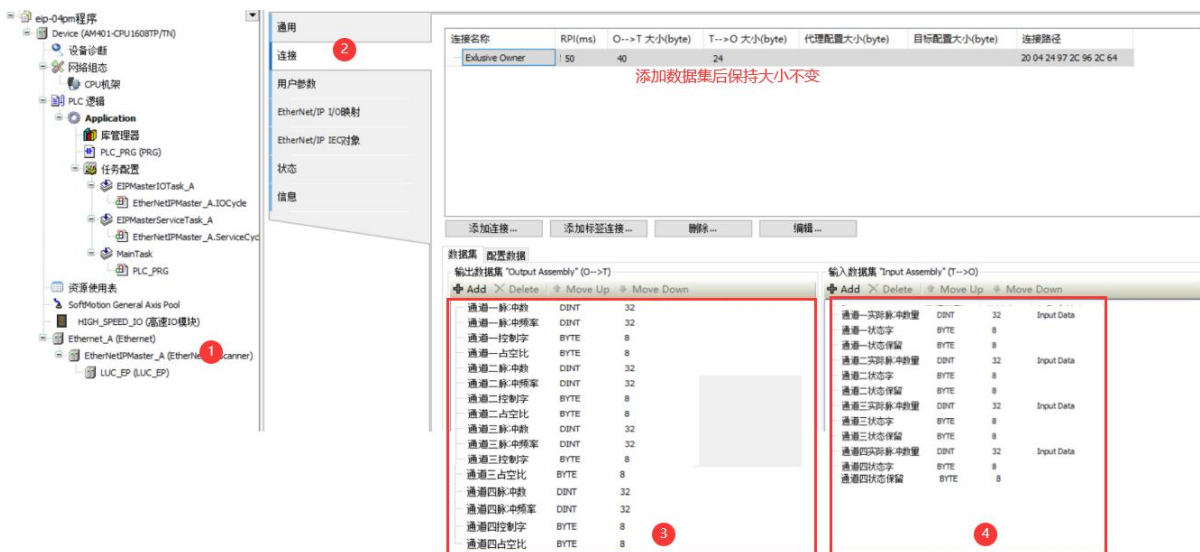 eip-04pm程序
Device (AM401-CPU1608TP/TN)
设备诊断
网络组态
CPU机架
PLC 逻辑
Application
库管理器
PLC_PRG (PRG)
任务配置
EIPMasterIOTask_A
EtherNetIPMaster_A.IOCycle
EIPMasterServiceTask_A
EtherNetIPMaster_A.ServiceCyc
MainTask
PLC_PRG
资源使用表
SoftMotion General Axis Pool
HIGH_SPEED_IO (高速IO模块)
Ethernet_A (Ethernet)
EtherNetIPMaster_A (EtherNe canner)
1
LUC_EP (LUC_EP)
通用
连接
2
用户参数
EtherNet/IP I/O映射
EtherNet/IP IEC对象
状态
信息
连接名称 RPI(ms) O-->T 大小(byte) T-->O 大小(byte) 代理配置大小(byte) 目标配置大小(byte) 连接路径
Exlusive Owner 50 40 24 20 04 24 97 2C 96 2C 64
添加数据集后保持大小不变
添加连接... 添加标签连接... 删除... 编辑...
数据集 配置数据
输出数据集 "Output Assembly" (O-->T)
Add Delete Move Up Move Down
通道一脉冲数 DINT 32
通道一脉冲频率 DINT 32
通道一控制字 BYTE 8
通道一占空比 BYTE 8
通道二脉冲数 DINT 32
通道二脉冲频率 DINT 32
通道二控制字 BYTE 8
通道二占空比 BYTE 8
通道三脉冲数 DINT 32
通道三脉冲频率 DINT 32
通道三控制字 BYTE 8
通道三占空比 BYTE 8
通道四脉冲数 DINT 32
通道四脉冲频率 DINT 32
通道四控制字 BYTE 8
通道四占空比 BYTE 8
3
输入数据集 "Input Assembly" (T-->O)
Add Delete Move Up Move Down
通道一实际脉冲数量 DINT 32 Input Data
通道一状态字 BYTE 8
通道一状态保留 BYTE 8
通道二实际脉冲数量 DINT 32 Input Data
通道二状态字 BYTE 8
通道二状态保留 BYTE 8
通道三实际脉冲数量 DINT 32 Input Data
通道三状态字 BYTE 8
通道三状态保留 BYTE 8
通道四实际脉冲数量 DINT 32 Input Data
通道四状态字 BYTE 8
通道四状态保留 BYTE 8
4